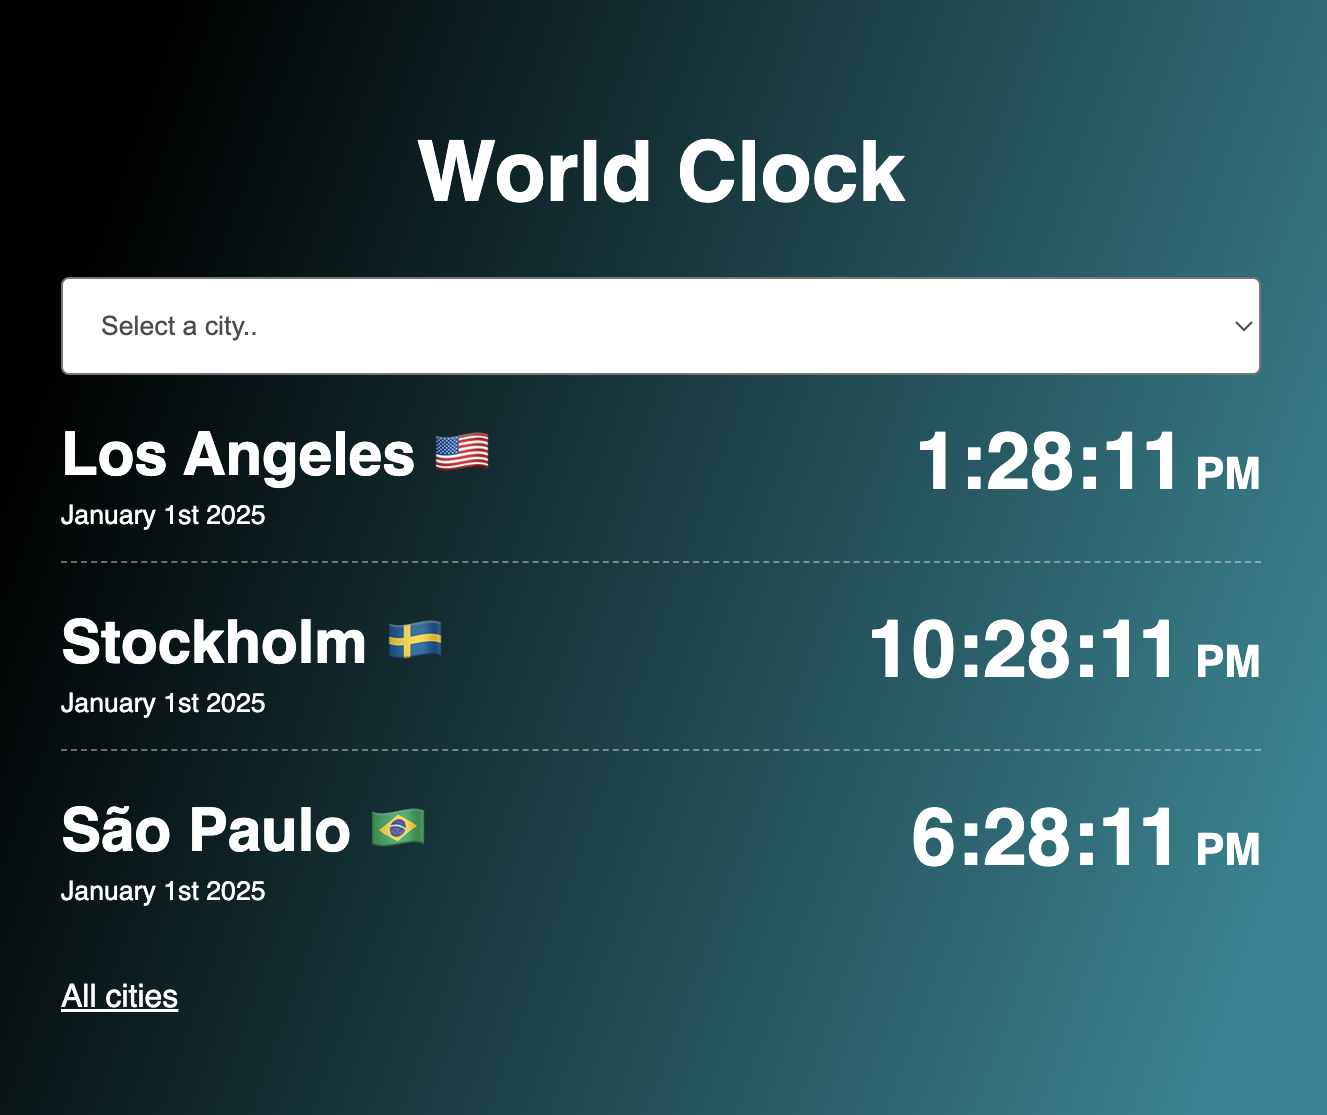 World Clock
Select a city..
Los Angeles 🇺🇸 1:28:11 PM
January 1st 2025
Stockholm 🇸🇪 10:28:11 PM
January 1st 2025
São Paulo 🇧🇷 6:28:11 PM
January 1st 2025
All cities